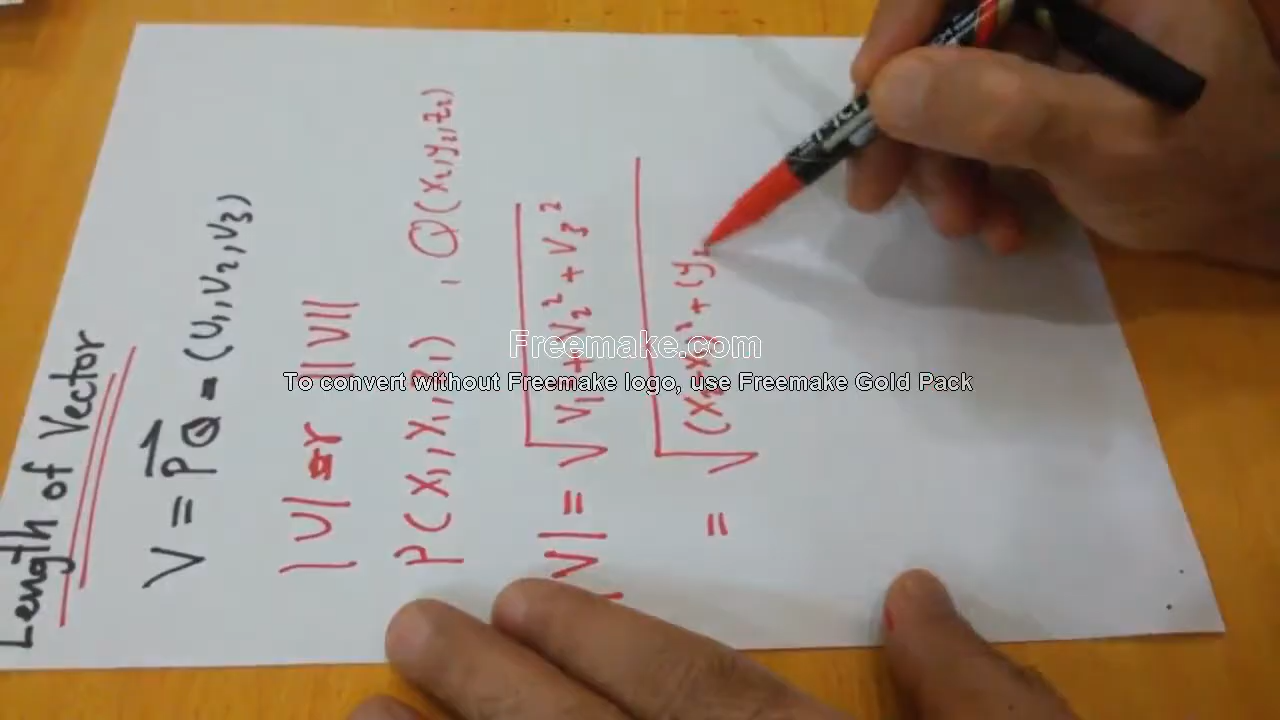 Length of Vector
V = PQ = (V1, V2, V3)
|V| or ||V||
P(x1, y1, z1) , Q(x2, y2, z2)
|V| = √V1² + V2² + V3²
= √(x2-x1)² + (y2
Freemake.com
To convert without Freemake logo, use Freemake Gold Pack